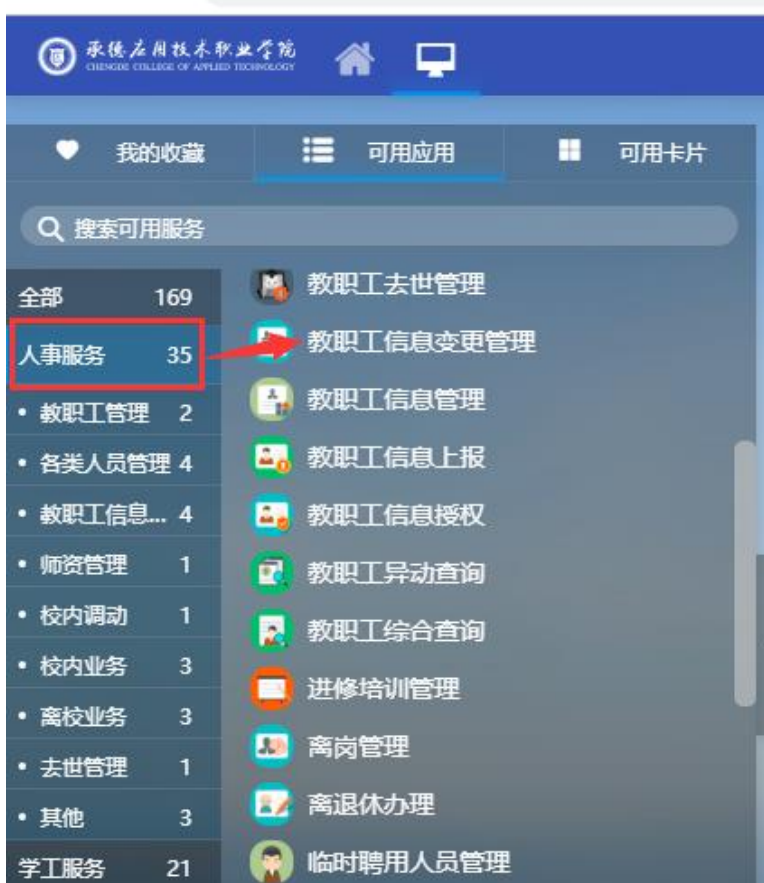 承德应用技术职业学院
CHENGDE COLLEGE OF APPLIED TECHNOLOGY
我的收藏 可用应用 可用卡片
搜索可用服务
全部 169
人事服务 35
• 教职工管理 2
• 各类人员管理 4
• 教职工信息... 4
• 师资管理 1
• 校内调动 1
• 校内业务 3
• 离校业务 3
• 去世管理 1
• 其他 3
学工服务 21
教职工去世管理
教职工信息变更管理
教职工信息管理
教职工信息上报
教职工信息授权
教职工异动查询
教职工综合查询
进修培训管理
离岗管理
离退休办理
临时聘用人员管理